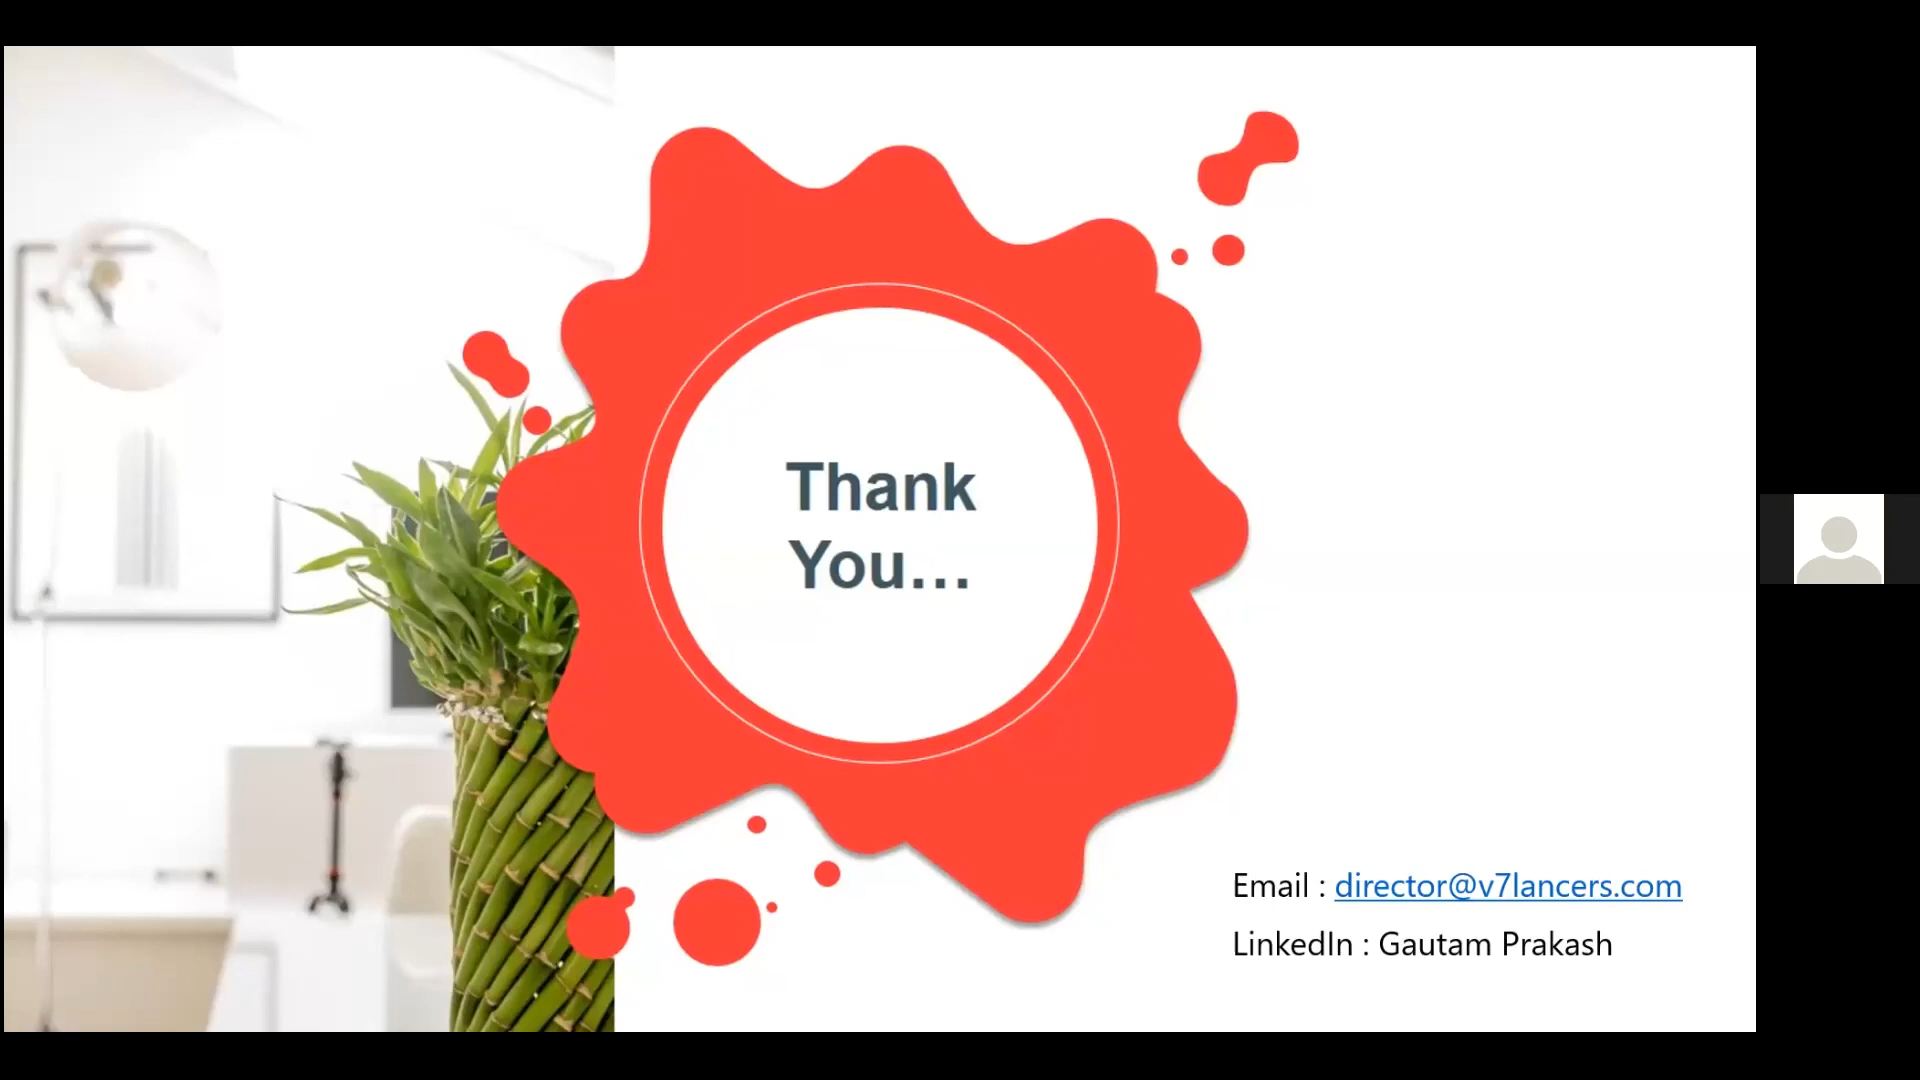 Thank
You...
Email : director@v7lancers.com
LinkedIn : Gautam Prakash